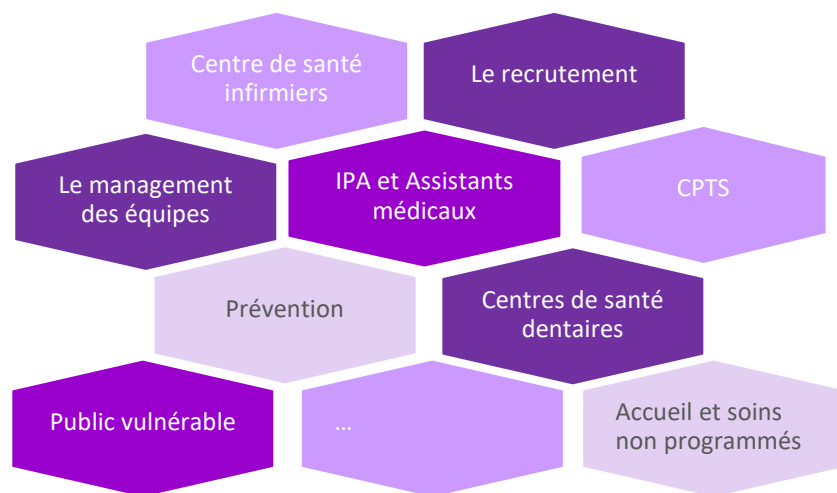 Centre de santé
infirmiers
Le recrutement
Le management
des équipes
IPA et Assistants
médicaux
CPTS
Prévention
Centres de santé
dentaires
Public vulnérable
...
Accueil et soins
non programmés